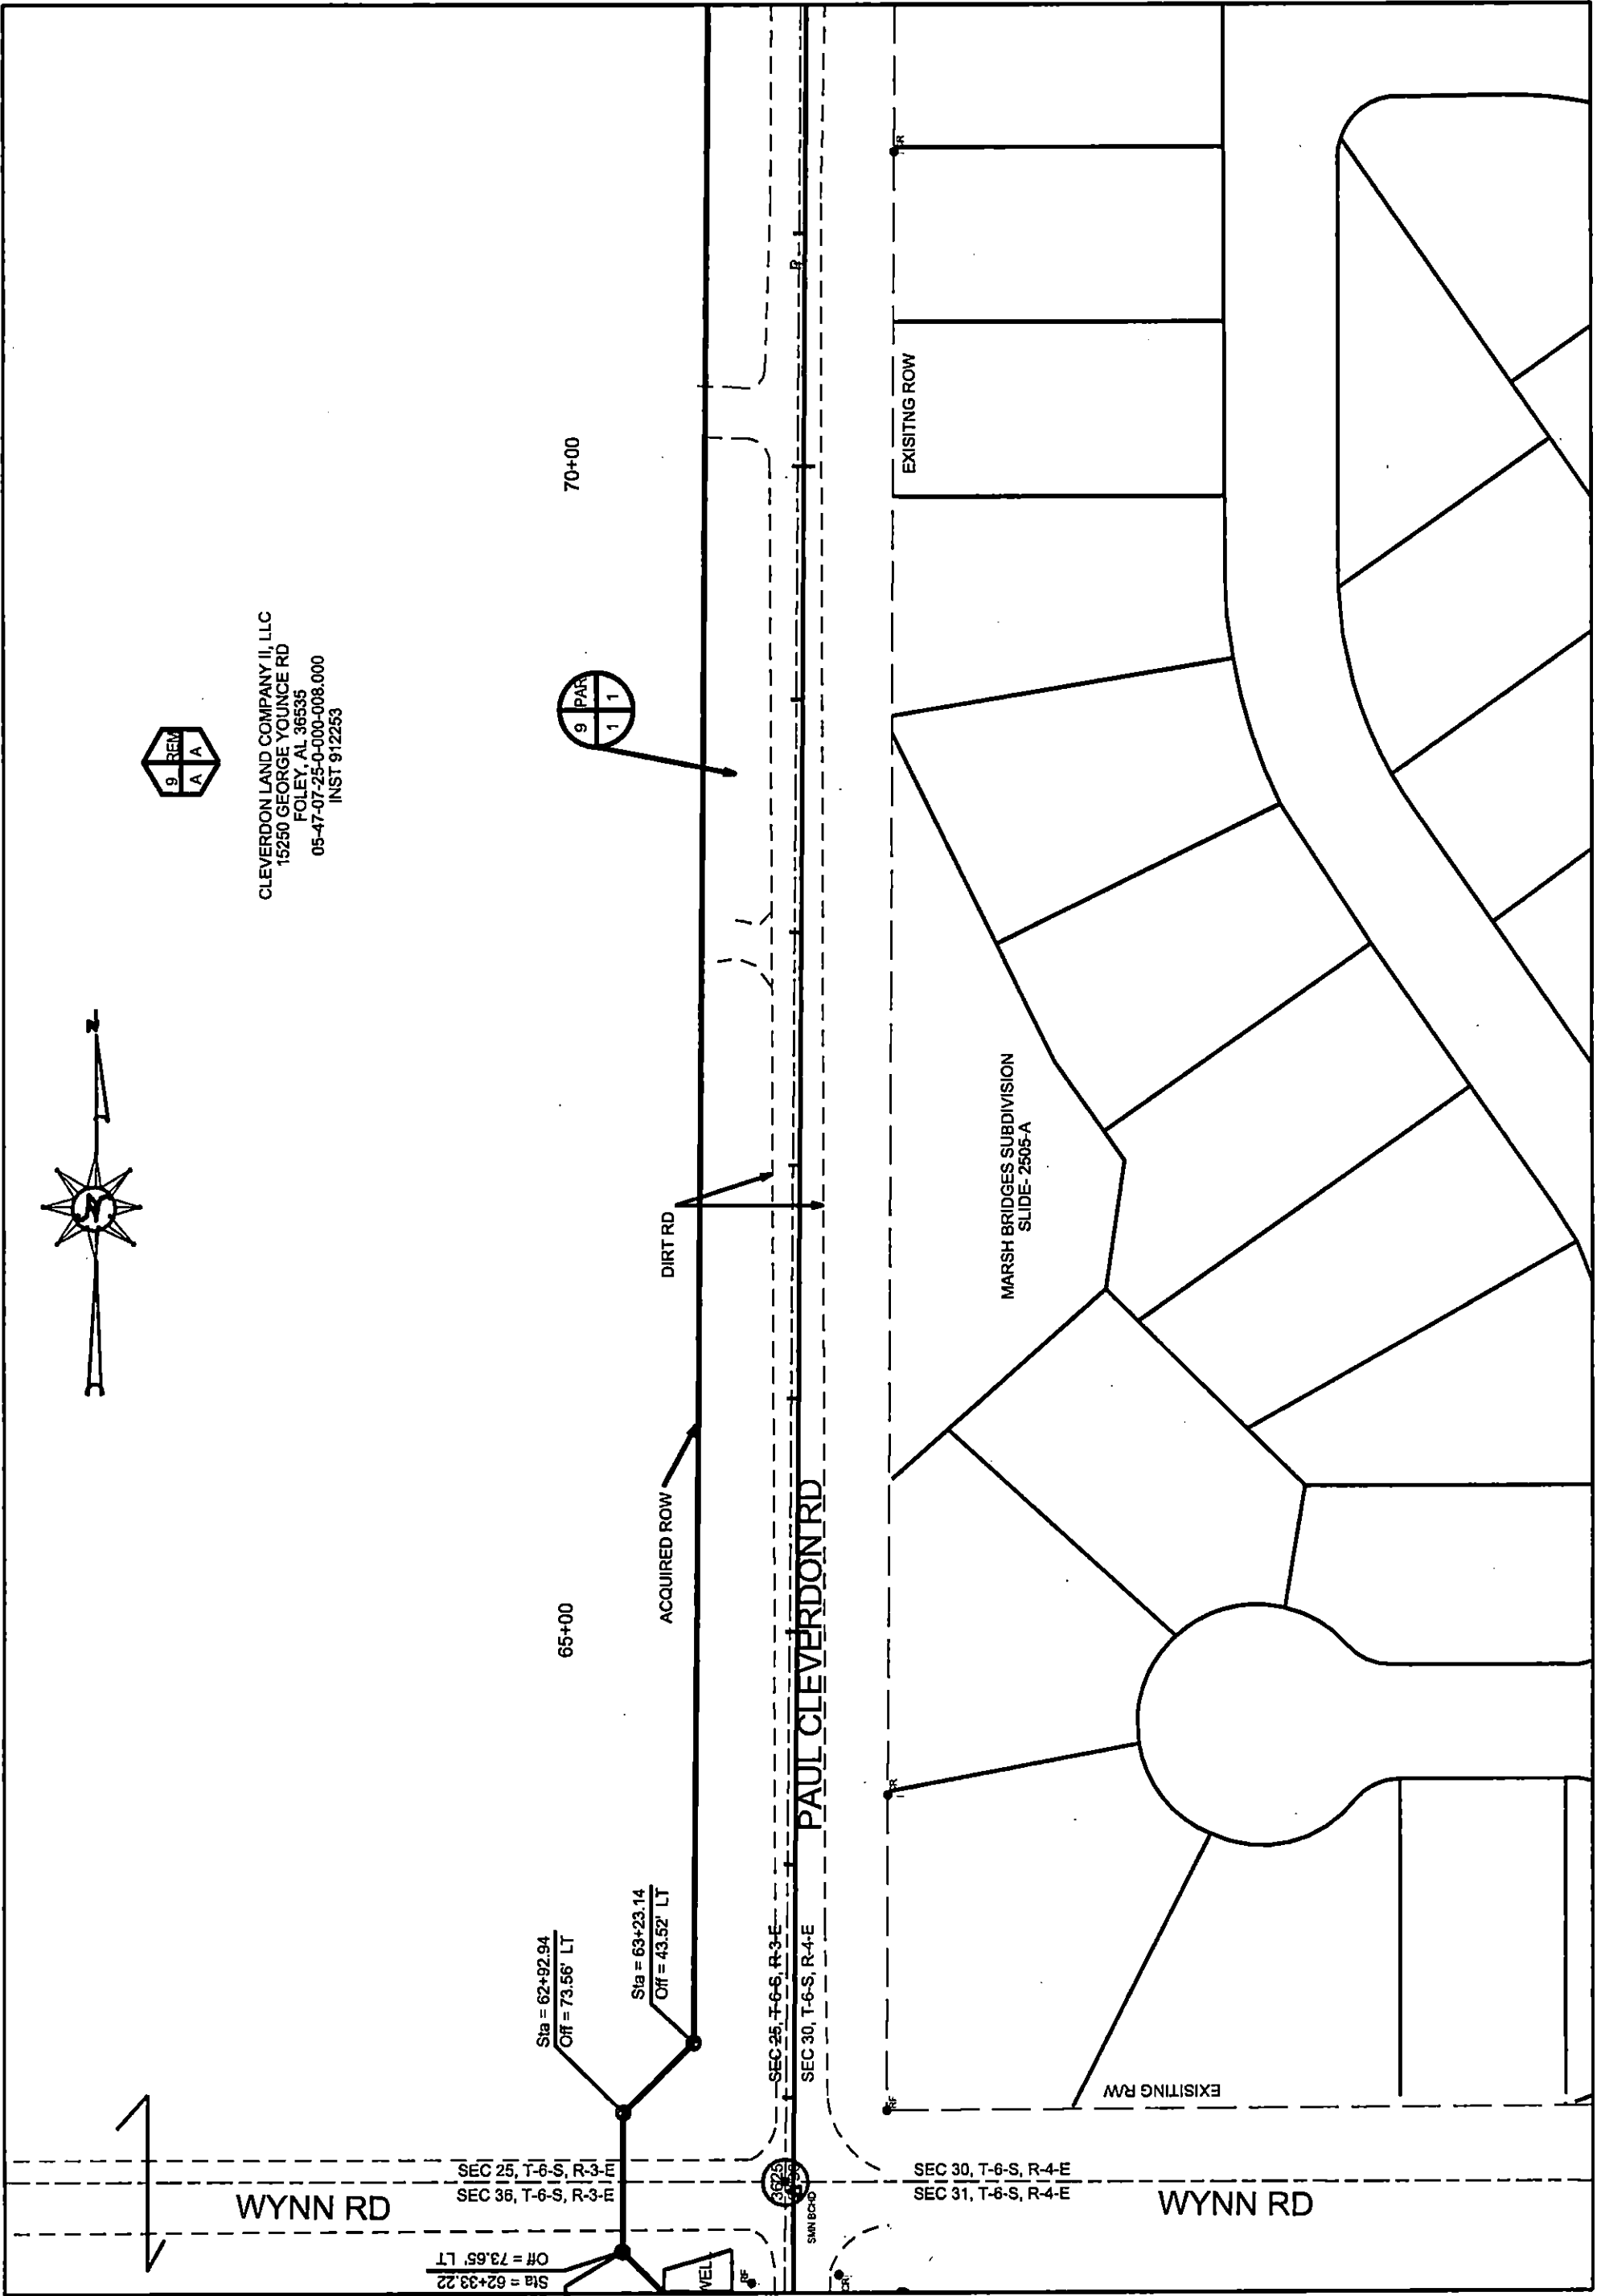 9 REM
A A
CLEVERDON LAND COMPANY II, LLC
15250 GEORGE YOUNCE RD
FOLEY, AL 36535
05-47-07-25-0-000-008.000
INST 912253
N
N
70+00
9 PAR
1 1
R
EXISITNG ROW
DIRT RD
MARSH BRIDGES SUBDIVISION
SLIDE- 2505-A
65+00
ACQUIRED ROW
PAUL CLEVERDON RD
Sta = 62+92.94
Off = 73.56' LT
Sta = 63+23.14
Off = 43.52' LT
SEC 25, T-6-S, R-3-E
SEC 30, T-6-S, R-4-E
EXISITING R/W
RF
SEC 25, T-6-S, R-3-E
SEC 36, T-6-S, R-3-E
SEC 30, T-6-S, R-4-E
SEC 31, T-6-S, R-4-E
WYNN RD
WYNN RD
SMN BCHD
Sta = 62+33.22
Off = 73.65' LT
WELL
RF